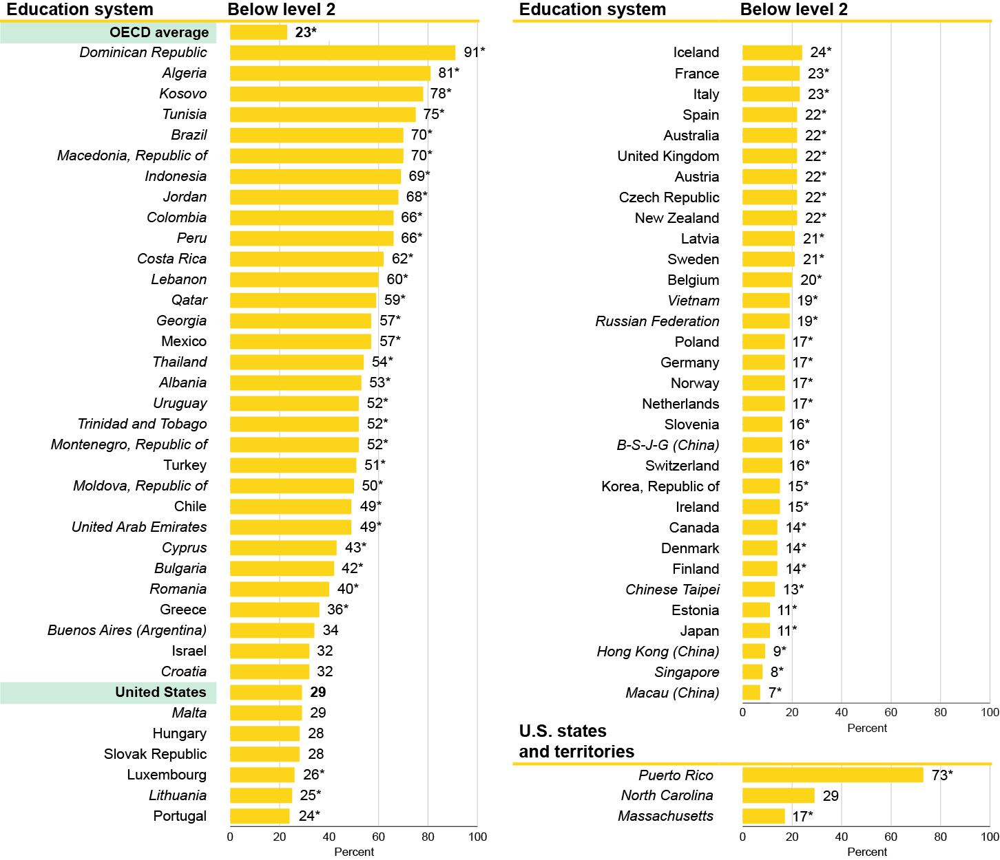 Education system Below level 2
OECD average 23*
Dominican Republic 91*
Algeria 81*
Kosovo 78*
Tunisia 75*
Brazil 70*
Macedonia, Republic of 70*
Indonesia 69*
Jordan 68*
Colombia 66*
Peru 66*
Costa Rica 62*
Lebanon 60*
Qatar 59*
Georgia 57*
Mexico 57*
Thailand 54*
Albania 53*
Uruguay 52*
Trinidad and Tobago 52*
Montenegro, Republic of 52*
Turkey 51*
Moldova, Republic of 50*
Chile 49*
United Arab Emirates 49*
Cyprus 43*
Bulgaria 42*
Romania 40*
Greece 36*
Buenos Aires (Argentina) 34
Israel 32
Croatia 32
United States 29
Malta 29
Hungary 28
Slovak Republic 28
Luxembourg 26*
Lithuania 25*
Portugal 24*
0 20 40 60 80 100
Percent
Education system Below level 2
Iceland 24*
France 23*
Italy 23*
Spain 22*
Australia 22*
United Kingdom 22*
Austria 22*
Czech Republic 22*
New Zealand 22*
Latvia 21*
Sweden 21*
Belgium 20*
Vietnam 19*
Russian Federation 19*
Poland 17*
Germany 17*
Norway 17*
Netherlands 17*
Slovenia 16*
B-S-J-G (China) 16*
Switzerland 16*
Korea, Republic of 15*
Ireland 15*
Canada 14*
Denmark 14*
Finland 14*
Chinese Taipei 13*
Estonia 11*
Japan 11*
Hong Kong (China) 9*
Singapore 8*
Macau (China) 7*
0 20 40 60 80 100
Percent
U.S. states
and territories
Puerto Rico 73*
North Carolina 29
Massachusetts 17*
0 20 40 60 80 100
Percent